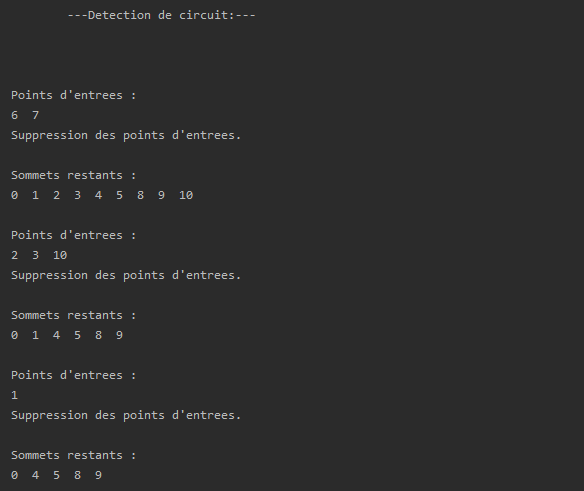 ---Detection de circuit:---
Points d'entrees :
6 7
Suppression des points d'entrees.
Sommets restants :
0 1 2 3 4 5 8 9 10
Points d'entrees :
2 3 10
Suppression des points d'entrees.
Sommets restants :
0 1 4 5 8 9
Points d'entrees :
1
Suppression des points d'entrees.
Sommets restants :
0 4 5 8 9